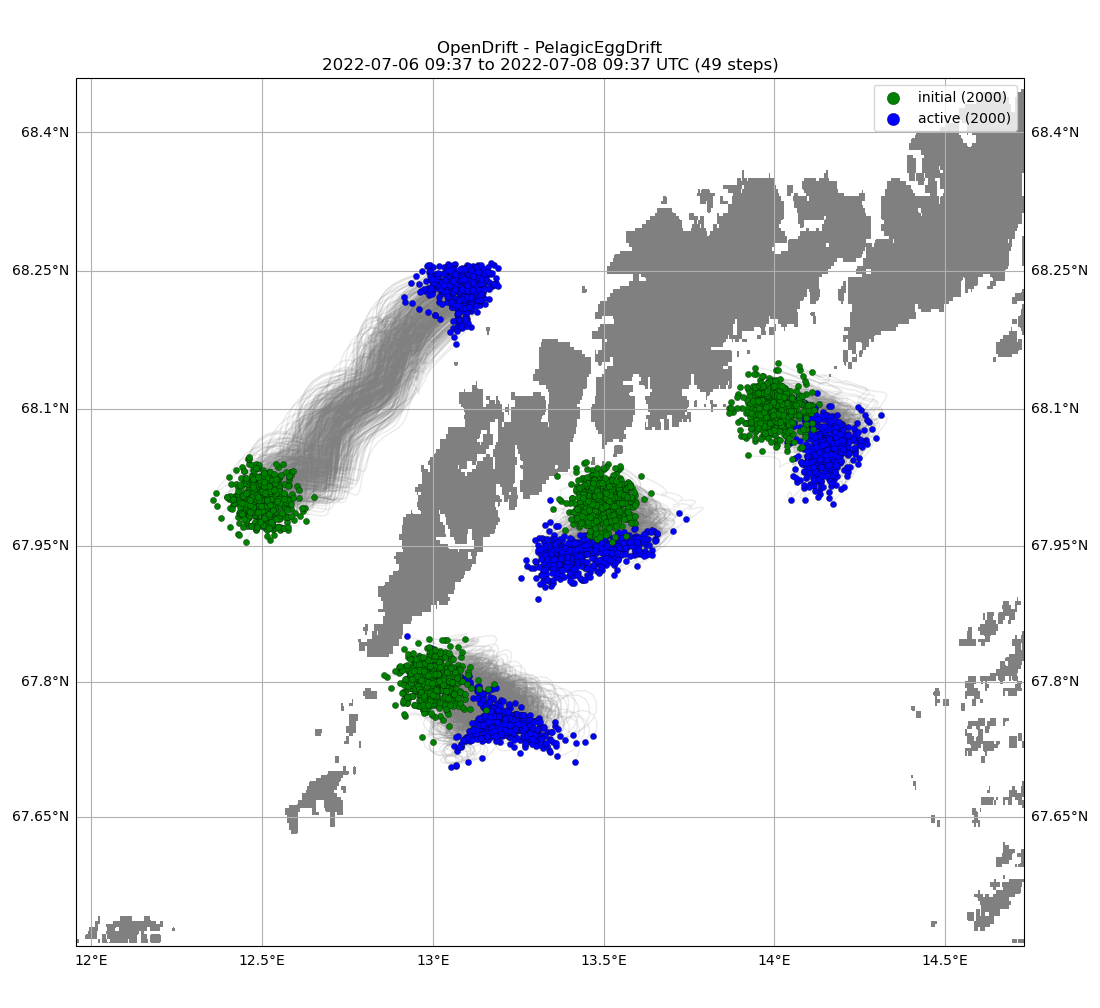 OpenDrift - PelagicEggDrift
2022-07-06 09:37 to 2022-07-08 09:37 UTC (49 steps)
initial (2000)
active (2000)
68.4°N
68.4°N
68.25°N
68.25°N
68.1°N
68.1°N
67.95°N
67.95°N
67.8°N
67.8°N
67.65°N
67.65°N
12°E
12.5°E
13°E
13.5°E
14°E
14.5°E